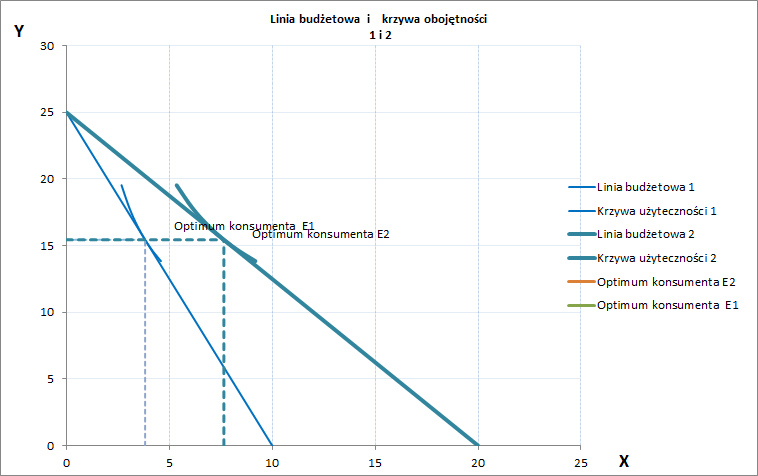 Linia budżetowa i krzywa obojętności
1 i 2
Y
30
25
20
15
10
5
0
Optimum konsumenta E1
Optimum konsumenta E2
0 5 10 15 20 25
X
Linia budżetowa 1
Krzywa użyteczności 1
Linia budżetowa 2
Krzywa użyteczności 2
Optimum konsumenta E2
Optimum konsumenta E1